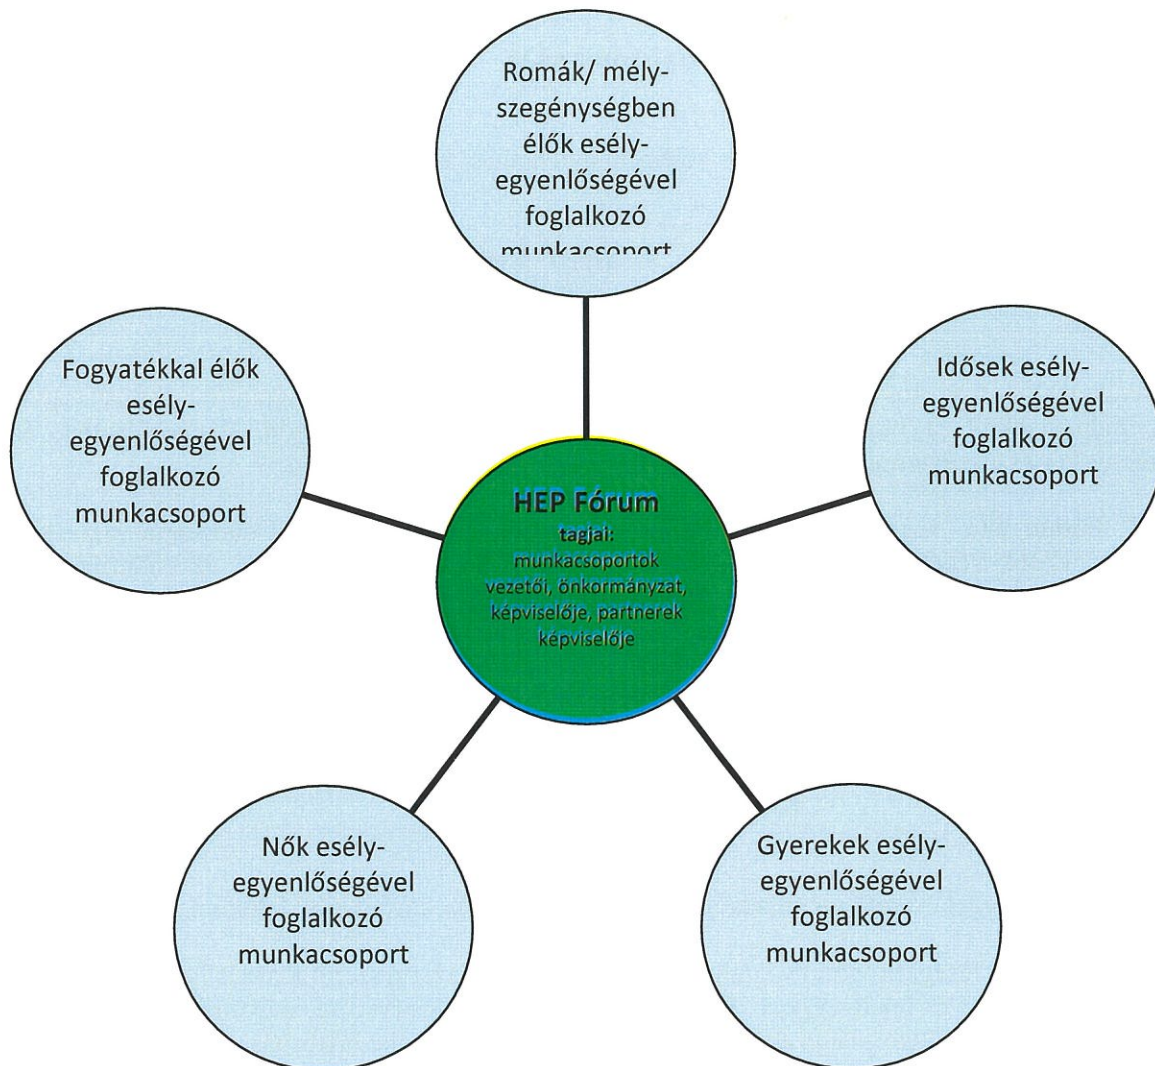 Romák/ mély-
szegénységben
élők esély-
egyenlőségével
foglalkozó
munkacsoport
Fogyatékkal élők
esély-
egyenlőségével
foglalkozó
munkacsoport
Idősek esély-
egyenlőségével
foglalkozó
munkacsoport
HEP Fórum
tagjai:
munkacsoportok
vezetői, önkormányzat,
képviselője, partnerek
képviselője
Nők esély-
egyenlőségével
foglalkozó
munkacsoport
Gyerekek esély-
egyenlőségével
foglalkozó
munkacsoport